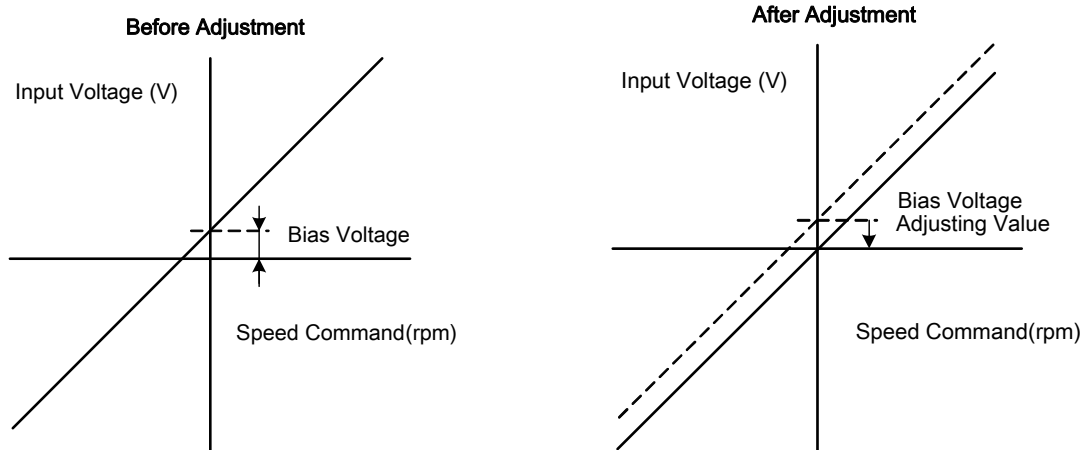 Before Adjustment
Input Voltage (V)
Bias Voltage
Speed Command(rpm)
After Adjustment
Input Voltage (V)
Bias Voltage
Adjusting Value
Speed Command(rpm)